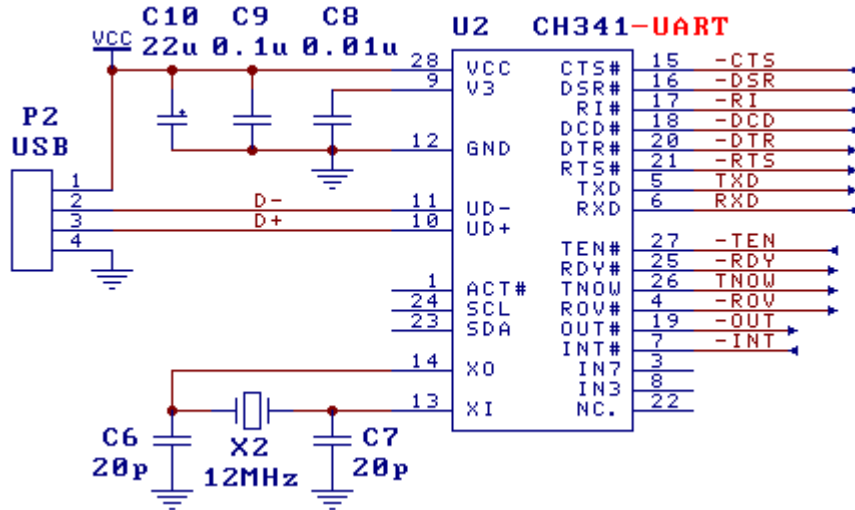 C10 C9 C8
22u 0.1u 0.01u
VCC
P2
USB
1
2
3
4
D-
D+
U2 CH341-UART
28 VCC
9 V3
12 GND
11 UD-
10 UD+
1 ACT#
24 SCL
23 SDA
14 XO
13 XI
CTS# 15 -CTS
DSR# 16 -DSR
RI# 17 -RI
DCD# 18 -DCD
DTR# 20 -DTR
RTS# 21 -RTS
TXD 5 TXD
RXD 6 RXD
TEN# 27 -TEN
RDY# 25 -RDY
TNOW 26 TNOW
ROV# 4 -ROV
OUT# 19 -OUT
INT# 7 -INT
IN7 3
IN3 8
NC. 22
C6
20p
X2
12MHz
C7
20p